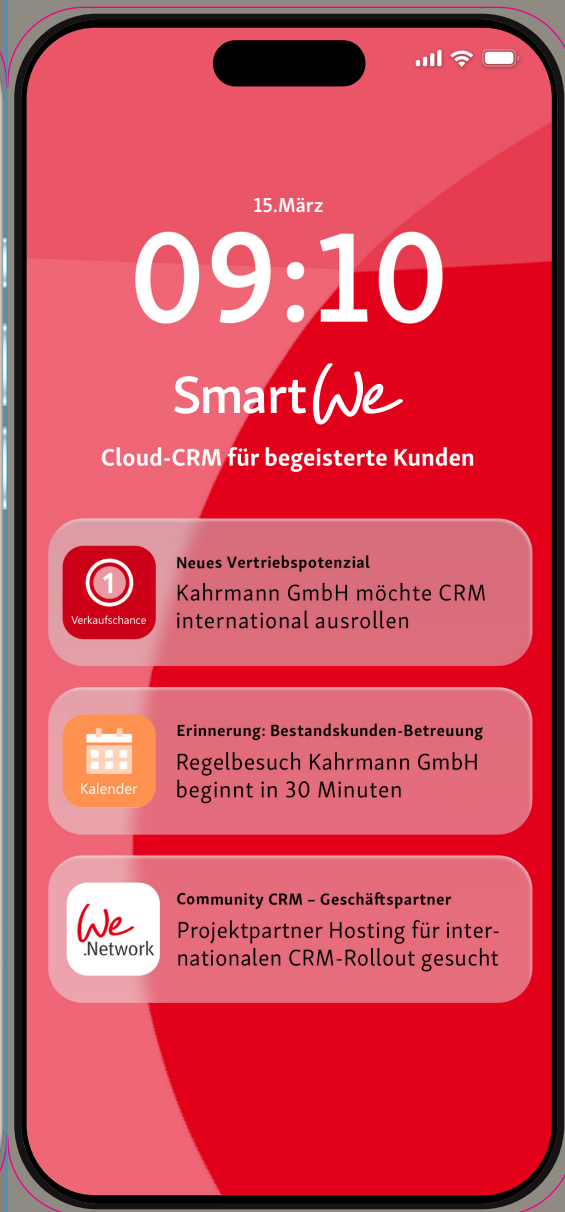 15.März
09:10
SmartWe
Cloud-CRM für begeisterte Kunden
1
Verkaufschance
Neues Vertriebspotenzial
Kahrmann GmbH möchte CRM
international ausrollen
Kalender
Erinnerung: Bestandskunden-Betreuung
Regelbesuch Kahrmann GmbH
beginnt in 30 Minuten
We
.Network
Community CRM – Geschäftspartner
Projektpartner Hosting für inter-
nationalen CRM-Rollout gesucht